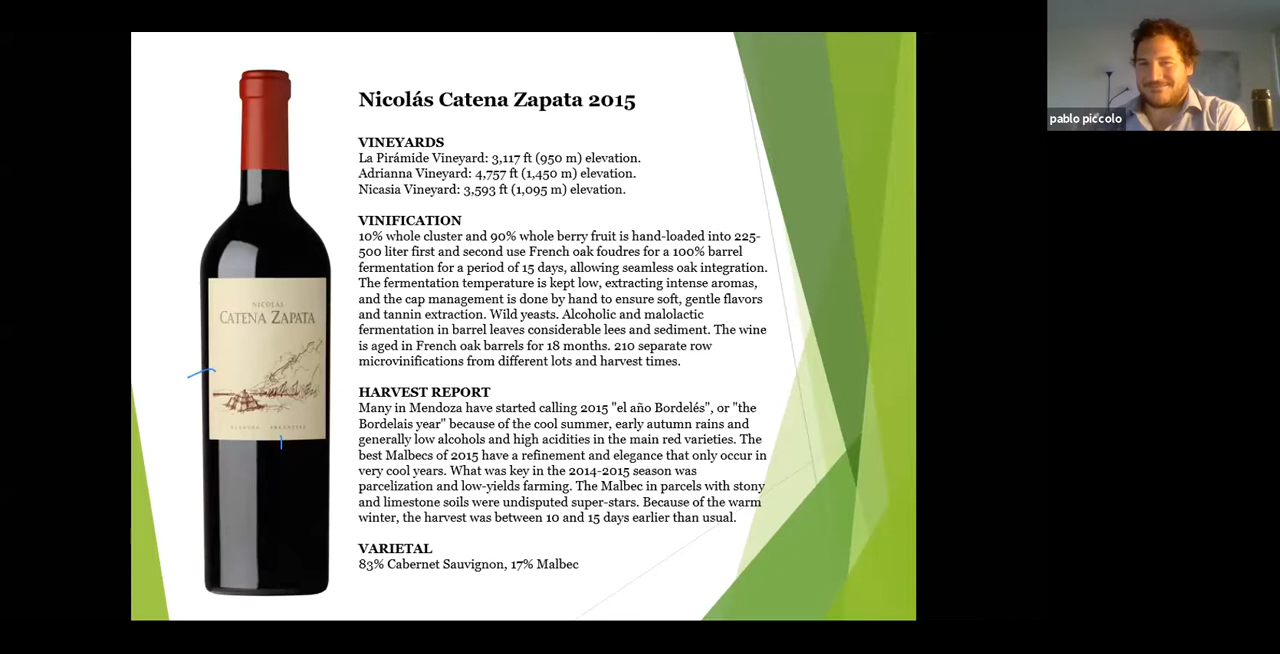 Nicolás Catena Zapata 2015
VINEYARDS
La Pirámide Vineyard: 3,117 ft (950 m) elevation.
Adrianna Vineyard: 4,757 ft (1,450 m) elevation.
Nicasia Vineyard: 3,593 ft (1,095 m) elevation.
VINIFICATION
10% whole cluster and 90% whole berry fruit is hand-loaded into 225-
500 liter first and second use French oak foudres for a 100% barrel
fermentation for a period of 15 days, allowing seamless oak integration.
The fermentation temperature is kept low, extracting intense aromas,
and the cap management is done by hand to ensure soft, gentle flavors
and tannin extraction. Wild yeasts. Alcoholic and malolactic
fermentation in barrel leaves considerable lees and sediment. The wine
is aged in French oak barrels for 18 months. 210 separate row
microvinifications from different lots and harvest times.
HARVEST REPORT
Many in Mendoza have started calling 2015 "el año Bordelés", or "the
Bordelais year" because of the cool summer, early autumn rains and
generally low alcohols and high acidities in the main red varieties. The
best Malbecs of 2015 have a refinement and elegance that only occur in
very cool years. What was key in the 2014-2015 season was
parcelization and low-yields farming. The Malbec in parcels with stony
and limestone soils were undisputed super-stars. Because of the warm
winter, the harvest was between 10 and 15 days earlier than usual.
VARIETAL
83% Cabernet Sauvignon, 17% Malbec
NICOLÁS
CATENA ZAPATA
MENDOZA ARGENTINA
pablo piccolo